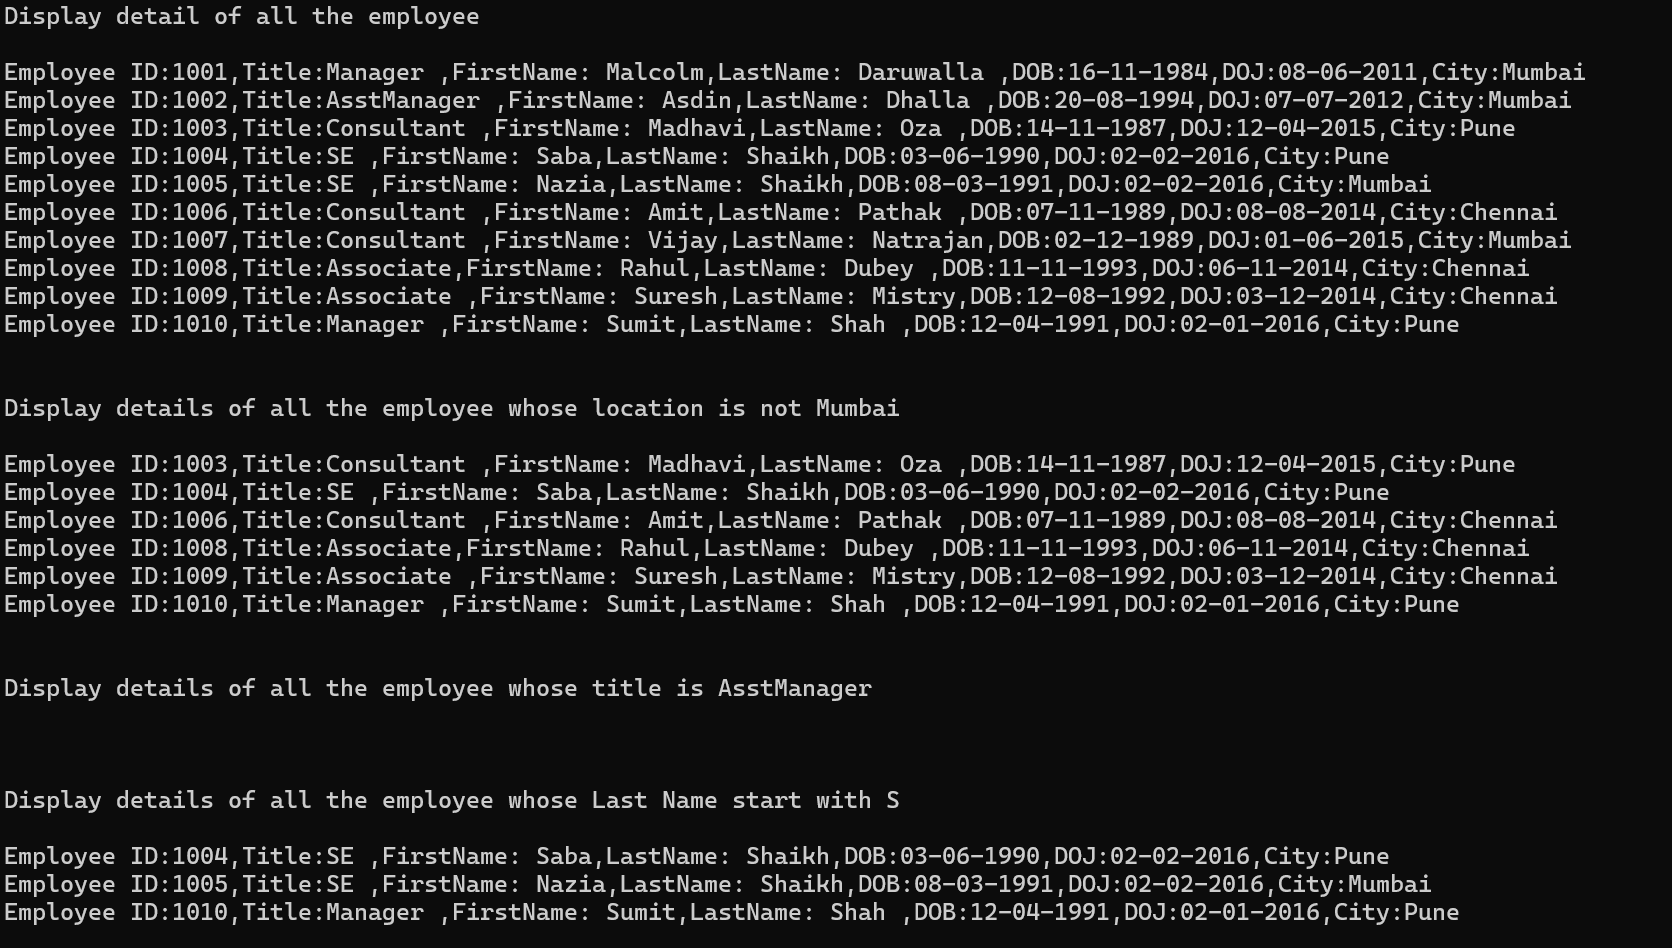 Display detail of all the employee
Employee ID:1001,Title:Manager ,FirstName: Malcolm,LastName: Daruwalla ,DOB:16-11-1984,DOJ:08-06-2011,City:Mumbai
Employee ID:1002,Title:AsstManager ,FirstName: Asdin,LastName: Dhalla ,DOB:20-08-1994,DOJ:07-07-2012,City:Mumbai
Employee ID:1003,Title:Consultant ,FirstName: Madhavi,LastName: Oza ,DOB:14-11-1987,DOJ:12-04-2015,City:Pune
Employee ID:1004,Title:SE ,FirstName: Saba,LastName: Shaikh,DOB:03-06-1990,DOJ:02-02-2016,City:Pune
Employee ID:1005,Title:SE ,FirstName: Nazia,LastName: Shaikh,DOB:08-03-1991,DOJ:02-02-2016,City:Mumbai
Employee ID:1006,Title:Consultant ,FirstName: Amit,LastName: Pathak ,DOB:07-11-1989,DOJ:08-08-2014,City:Chennai
Employee ID:1007,Title:Consultant ,FirstName: Vijay,LastName: Natrajan,DOB:02-12-1989,DOJ:01-06-2015,City:Mumbai
Employee ID:1008,Title:Associate,FirstName: Rahul,LastName: Dubey ,DOB:11-11-1993,DOJ:06-11-2014,City:Chennai
Employee ID:1009,Title:Associate ,FirstName: Suresh,LastName: Mistry,DOB:12-08-1992,DOJ:03-12-2014,City:Chennai
Employee ID:1010,Title:Manager ,FirstName: Sumit,LastName: Shah ,DOB:12-04-1991,DOJ:02-01-2016,City:Pune
Display details of all the employee whose location is not Mumbai
Employee ID:1003,Title:Consultant ,FirstName: Madhavi,LastName: Oza ,DOB:14-11-1987,DOJ:12-04-2015,City:Pune
Employee ID:1004,Title:SE ,FirstName: Saba,LastName: Shaikh,DOB:03-06-1990,DOJ:02-02-2016,City:Pune
Employee ID:1006,Title:Consultant ,FirstName: Amit,LastName: Pathak ,DOB:07-11-1989,DOJ:08-08-2014,City:Chennai
Employee ID:1008,Title:Associate,FirstName: Rahul,LastName: Dubey ,DOB:11-11-1993,DOJ:06-11-2014,City:Chennai
Employee ID:1009,Title:Associate ,FirstName: Suresh,LastName: Mistry,DOB:12-08-1992,DOJ:03-12-2014,City:Chennai
Employee ID:1010,Title:Manager ,FirstName: Sumit,LastName: Shah ,DOB:12-04-1991,DOJ:02-01-2016,City:Pune
Display details of all the employee whose title is AsstManager
Display details of all the employee whose Last Name start with S
Employee ID:1004,Title:SE ,FirstName: Saba,LastName: Shaikh,DOB:03-06-1990,DOJ:02-02-2016,City:Pune
Employee ID:1005,Title:SE ,FirstName: Nazia,LastName: Shaikh,DOB:08-03-1991,DOJ:02-02-2016,City:Mumbai
Employee ID:1010,Title:Manager ,FirstName: Sumit,LastName: Shah ,DOB:12-04-1991,DOJ:02-01-2016,City:Pune